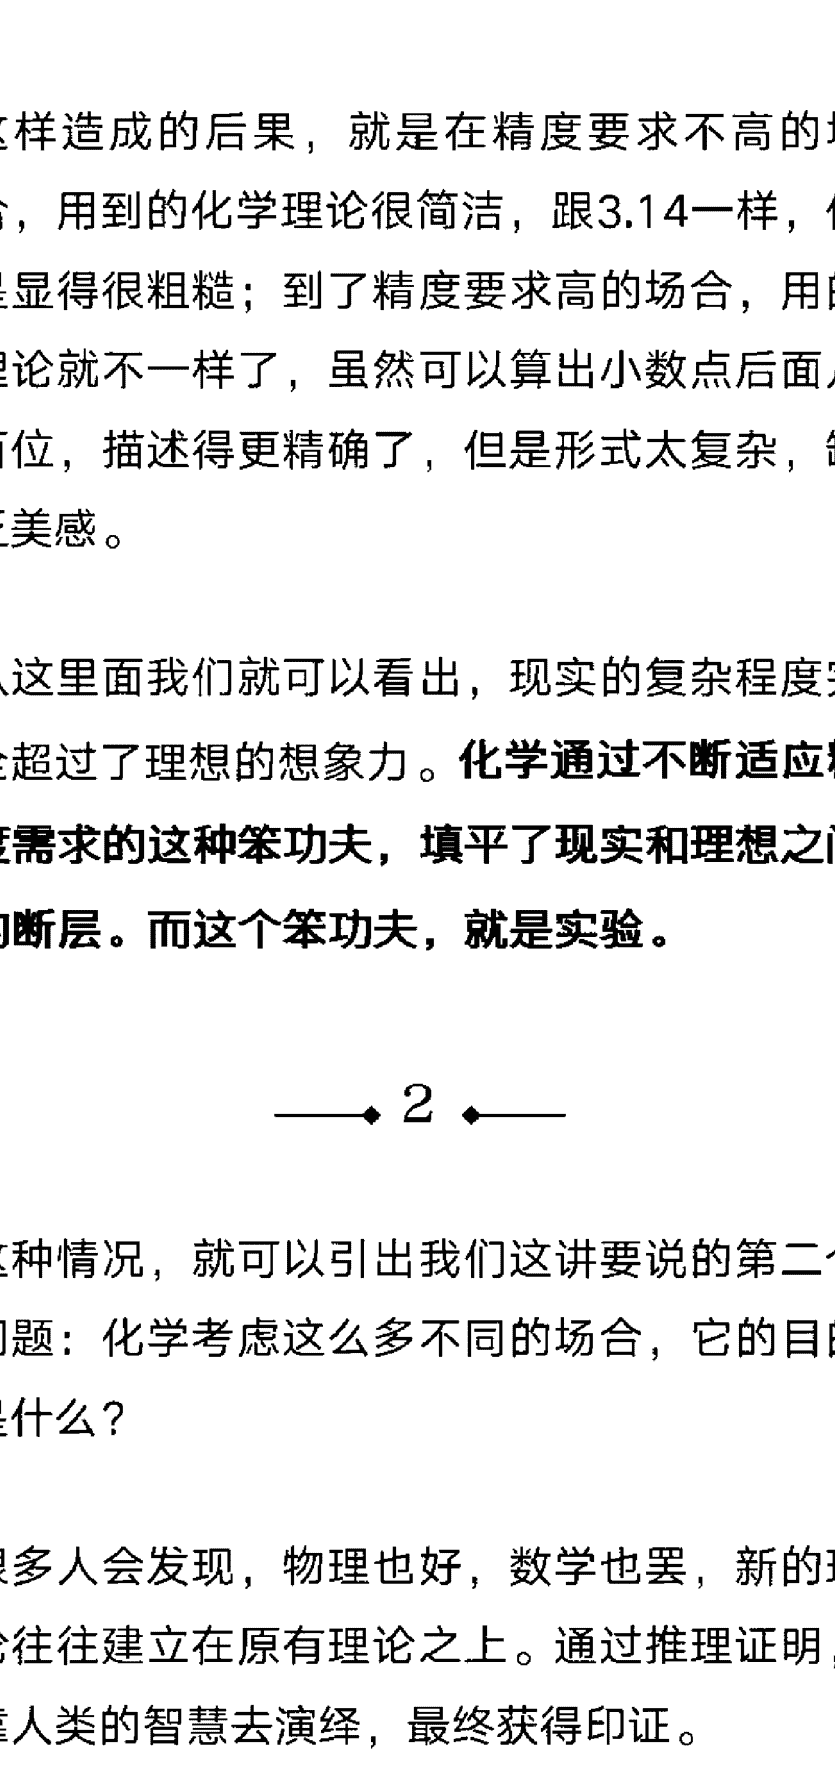 这样造成的后果，就是在精度要求不高的场
合，用到的化学理论很简洁，跟3.14一样，但
是显得很粗糙；到了精度要求高的场合，用的
理论就不一样了，虽然可以算出小数点后面几
百位，描述得更精确了，但是形式太复杂，缺
乏美感。
从这里面我们就可以看出，现实的复杂程度完
全超过了理想的想象力。化学通过不断适应精
度需求的这种笨功夫，填平了现实和理想之间
的断层。而这个笨功夫，就是实验。
2
这种情况，就可以引出我们这讲要说的第二个
问题：化学考虑这么多不同的场合，它的目的
是什么？
很多人会发现，物理也好，数学也罢，新的理
论往往建立在原有理论之上。通过推理证明，
靠人类的智慧去演绎，最终获得印证。